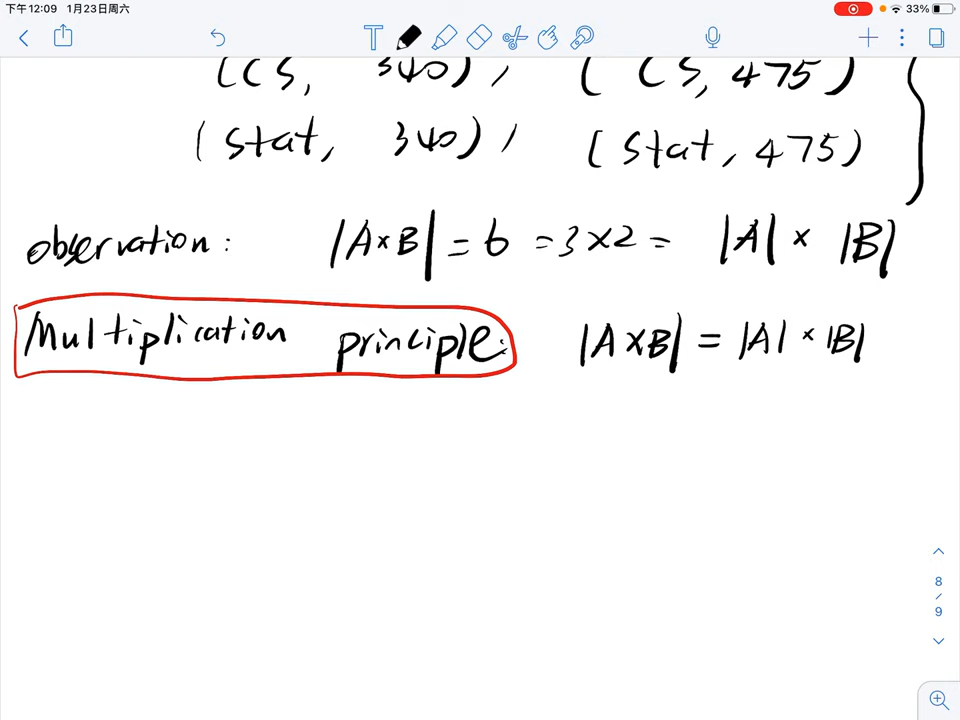 下午12:09 1月23日周六 33%
(CS, 340), (CS, 475)
(Stat, 340), (Stat, 475)
observation: |A×B| = 6 = 3×2 = |A| × |B|
Multiplication principle: |A×B| = |A| × |B|
8
/
9